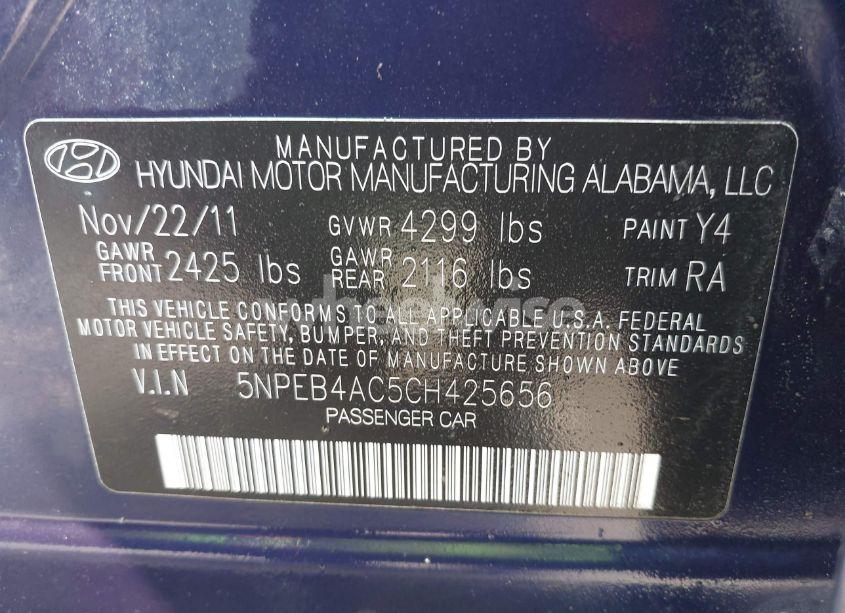 MANUFACTURED BY
HYUNDAI MOTOR MANUFACTURING ALABAMA, LLC
Nov/22/11 GVWR 4299 lbs PAINT Y4
GAWR FRONT 2425 lbs GAWR REAR 2116 lbs TRIM RA
THIS VEHICLE CONFORMS TO ALL APPLICABLE U.S.A. FEDERAL
MOTOR VEHICLE SAFETY, BUMPER, AND THEFT PREVENTION STANDARDS
IN EFFECT ON THE DATE OF MANUFACTURE SHOWN ABOVE
V.I.N 5NPEB4AC5CH425656
PASSENGER CAR